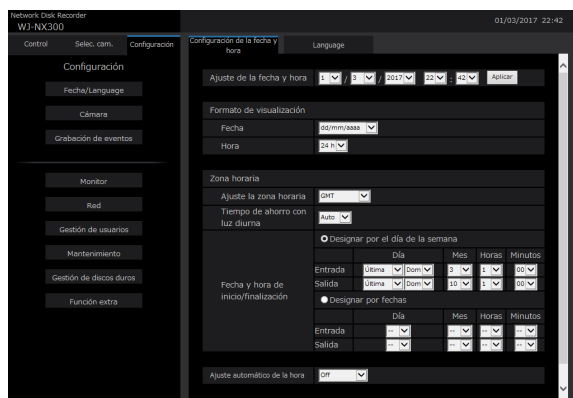 Network Disk Recorder
WJ-NX300
01/03/2017 22:42
Control Selec. cam. Configuración
Configuración
Fecha/Language
Cámara
Grabación de eventos
Monitor
Red
Gestión de usuarios
Mantenimiento
Gestión de discos duros
Función extra
Configuración de la fecha y
hora
Language
Ajuste de la fecha y hora 1 / 3 / 2017 22 : 42 Aplicar
Formato de visualización
Fecha dd/mm/aaaa
Hora 24 h
Zona horaria
Ajuste la zona horaria GMT
Tiempo de ahorro con
luz diurna
Auto
Fecha y hora de
inicio/finalización
Designar por el día de la semana
Día Mes Horas Minutos
Entrada Última Dom 3 1 00
Salida Última Dom 10 1 00
Designar por fechas
Día Mes Horas Minutos
Entrada -- -- -- --
Salida -- -- -- --
Ajuste automático de la hora Off